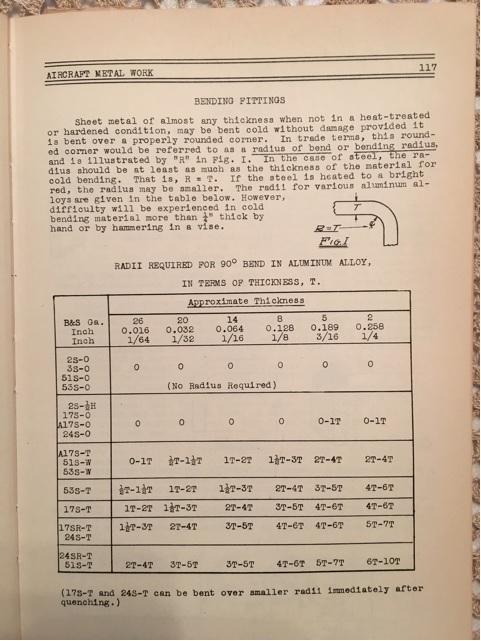 AIRCRAFT METAL WORK 117
BENDING FITTINGS
Sheet metal of almost any thickness when not in a heat-treated
or hardened condition, may be bent cold without damage provided it
is bent over a properly rounded corner. In trade terms, this round-
ed corner would be referred to as a radius of bend or bending radius,
and is illustrated by "R" in Fig. I. In the case of steel, the ra-
dius should be at least as much as the thickness of the material for
cold bending. That is, R = T. If the steel is heated to a bright
red, the radius may be smaller. The radii for various aluminum al-
loys are given in the table below. However,
difficulty will be experienced in cold
bending material more than ¼" thick by
hand or by hammering in a vise.
T
R=T
R
Fig. I
RADII REQUIRED FOR 90° BEND IN ALUMINUM ALLOY,
IN TERMS OF THICKNESS, T.
Approximate Thickness
B&S Ga. 26 20 14 8 5 2
Inch 0.016 0.032 0.064 0.128 0.189 0.258
Inch 1/64 1/32 1/16 1/8 3/16 1/4
2S-O
3S-O 0 0 0 0 0 0
51S-O
53S-O (No Radius Required)
2S-½H
17S-O
A17S-O 0 0 0 0 0-1T 0-1T
24S-O
A17S-T
51S-W 0-1T ½T-1½T 1T-2T 1½T-3T 2T-4T 2T-4T
53S-W
53S-T ½T-1½T 1T-2T 1½T-3T 2T-4T 3T-5T 4T-6T
17S-T 1T-2T 1½T-3T 2T-4T 3T-5T 4T-6T 4T-6T
17SR-T 1½T-3T 2T-4T 3T-5T 4T-6T 4T-6T 5T-7T
24S-T
24SR-T
51S-T 2T-4T 3T-5T 3T-5T 4T-6T 5T-7T 6T-10T
(17S-T and 24S-T can be bent over smaller radii immediately after
quenching.)